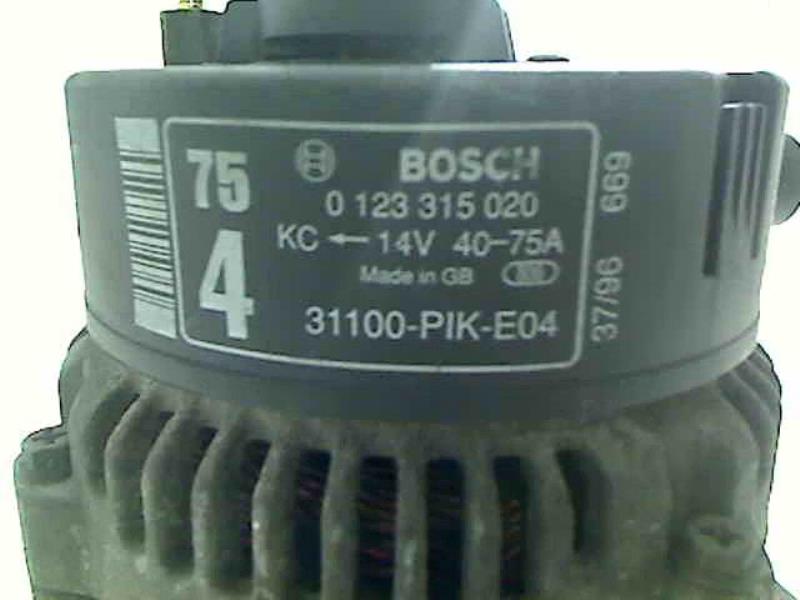 75
4
BOSCH
0 123 315 020
KC ← 14V 40-75A
Made in GB
31100-PIK-E04
37/96 669